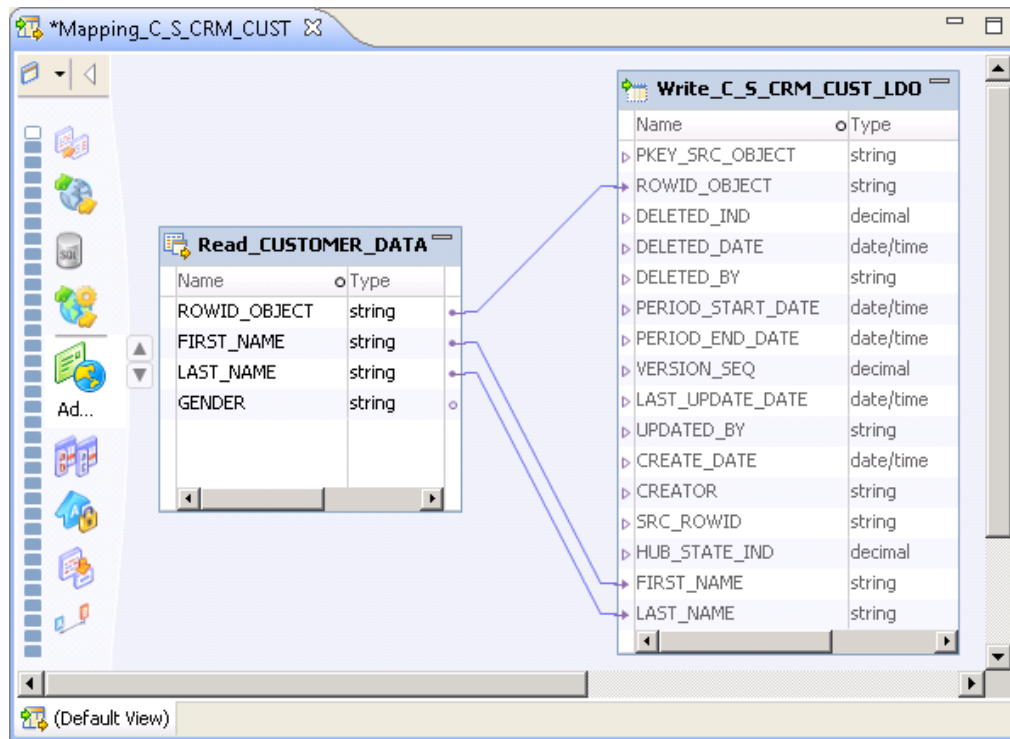 *Mapping_C_S_CRM_CUST
Write_C_S_CRM_CUST_LDO
Name Type
PKEY_SRC_OBJECT string
ROWID_OBJECT string
DELETED_IND decimal
DELETED_DATE date/time
DELETED_BY string
PERIOD_START_DATE date/time
PERIOD_END_DATE date/time
VERSION_SEQ decimal
LAST_UPDATE_DATE date/time
UPDATED_BY string
CREATE_DATE date/time
CREATOR string
SRC_ROWID string
HUB_STATE_IND decimal
FIRST_NAME string
LAST_NAME string
Read_CUSTOMER_DATA
Name Type
ROWID_OBJECT string
FIRST_NAME string
LAST_NAME string
GENDER string
SQL
Ad...
(Default View)